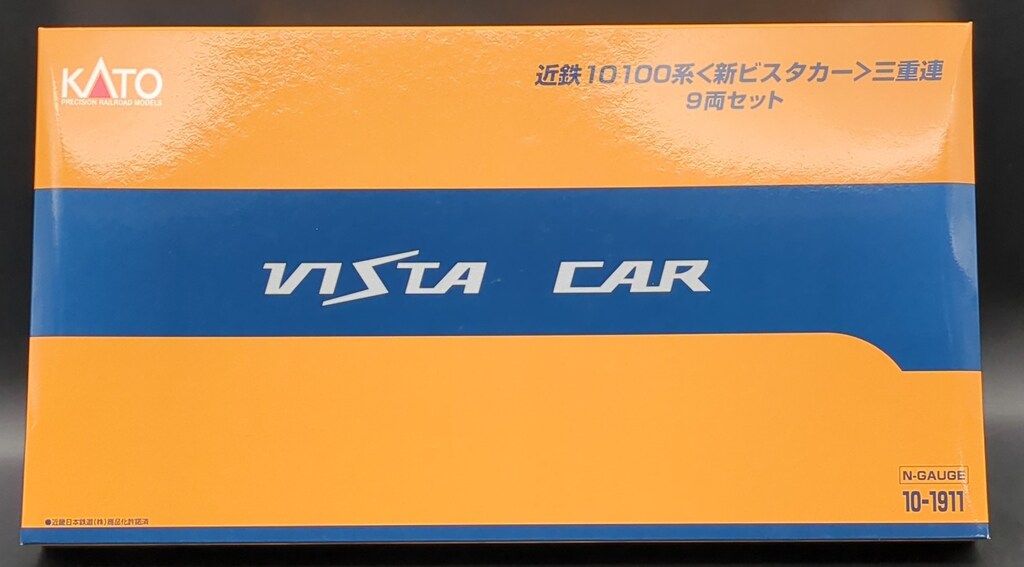 KATO
PRECISION RAILROAD MODELS
近鉄10100系<新ビスタカー>三重連
9両セット
VISTA CAR
N-GAUGE
10-1911
●近畿日本鉄道(株)商品化許諾済